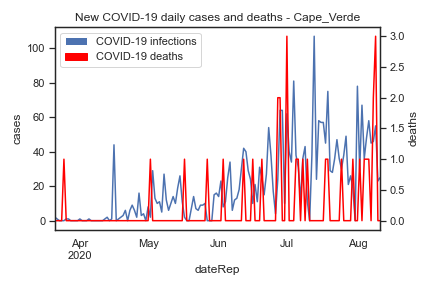 New COVID-19 daily cases and deaths - Cape_Verde
COVID-19 infections
COVID-19 deaths
cases
100
80
60
40
20
0
deaths
3.0
2.5
2.0
1.5
1.0
0.5
0.0
Apr
2020
May
Jun
Jul
Aug
dateRep